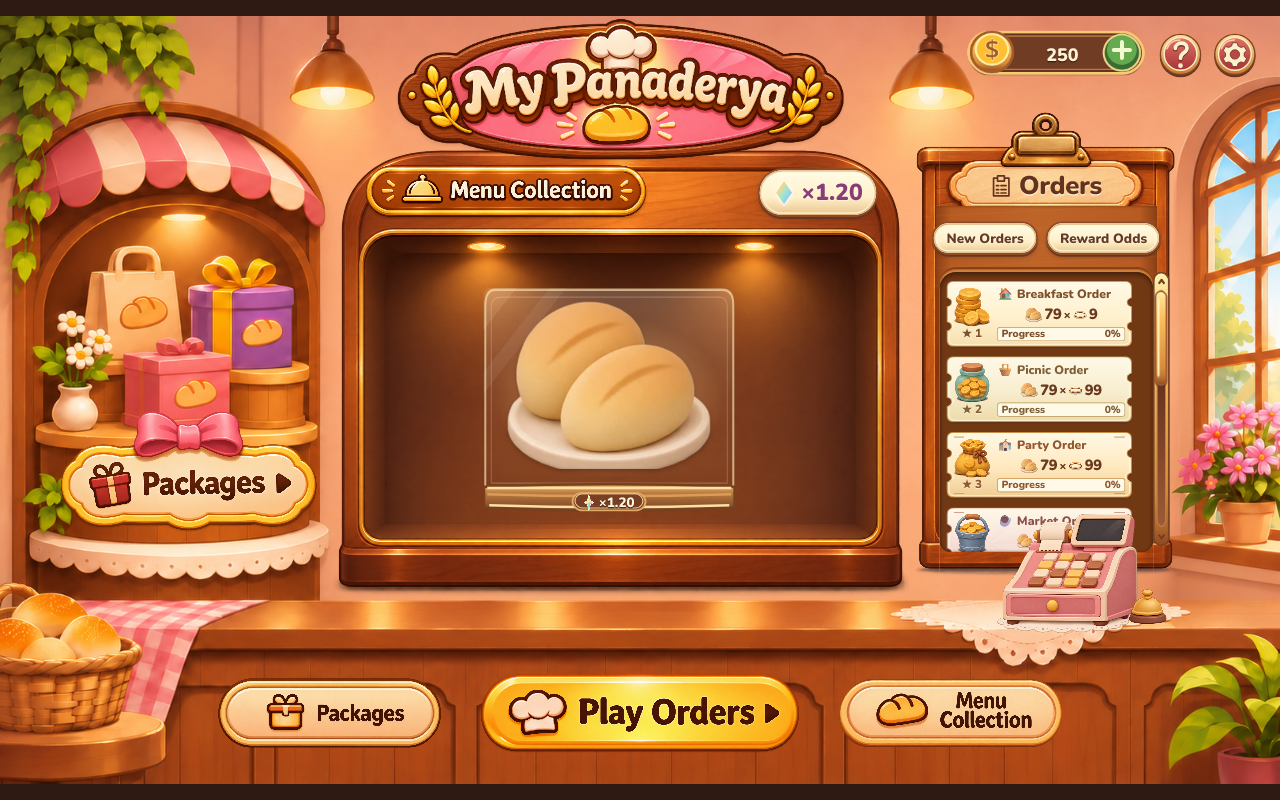 My Panaderya
$
250
+
?
Menu Collection
×1.20
Orders
New Orders
Reward Odds
Breakfast Order
79 × 9
★ 1
Progress 0%
Picnic Order
79 × 99
★ 2
Progress 0%
Party Order
79 × 99
★ 3
Progress 0%
Market
×1.20
Packages
Packages
Play Orders
Menu
Collection